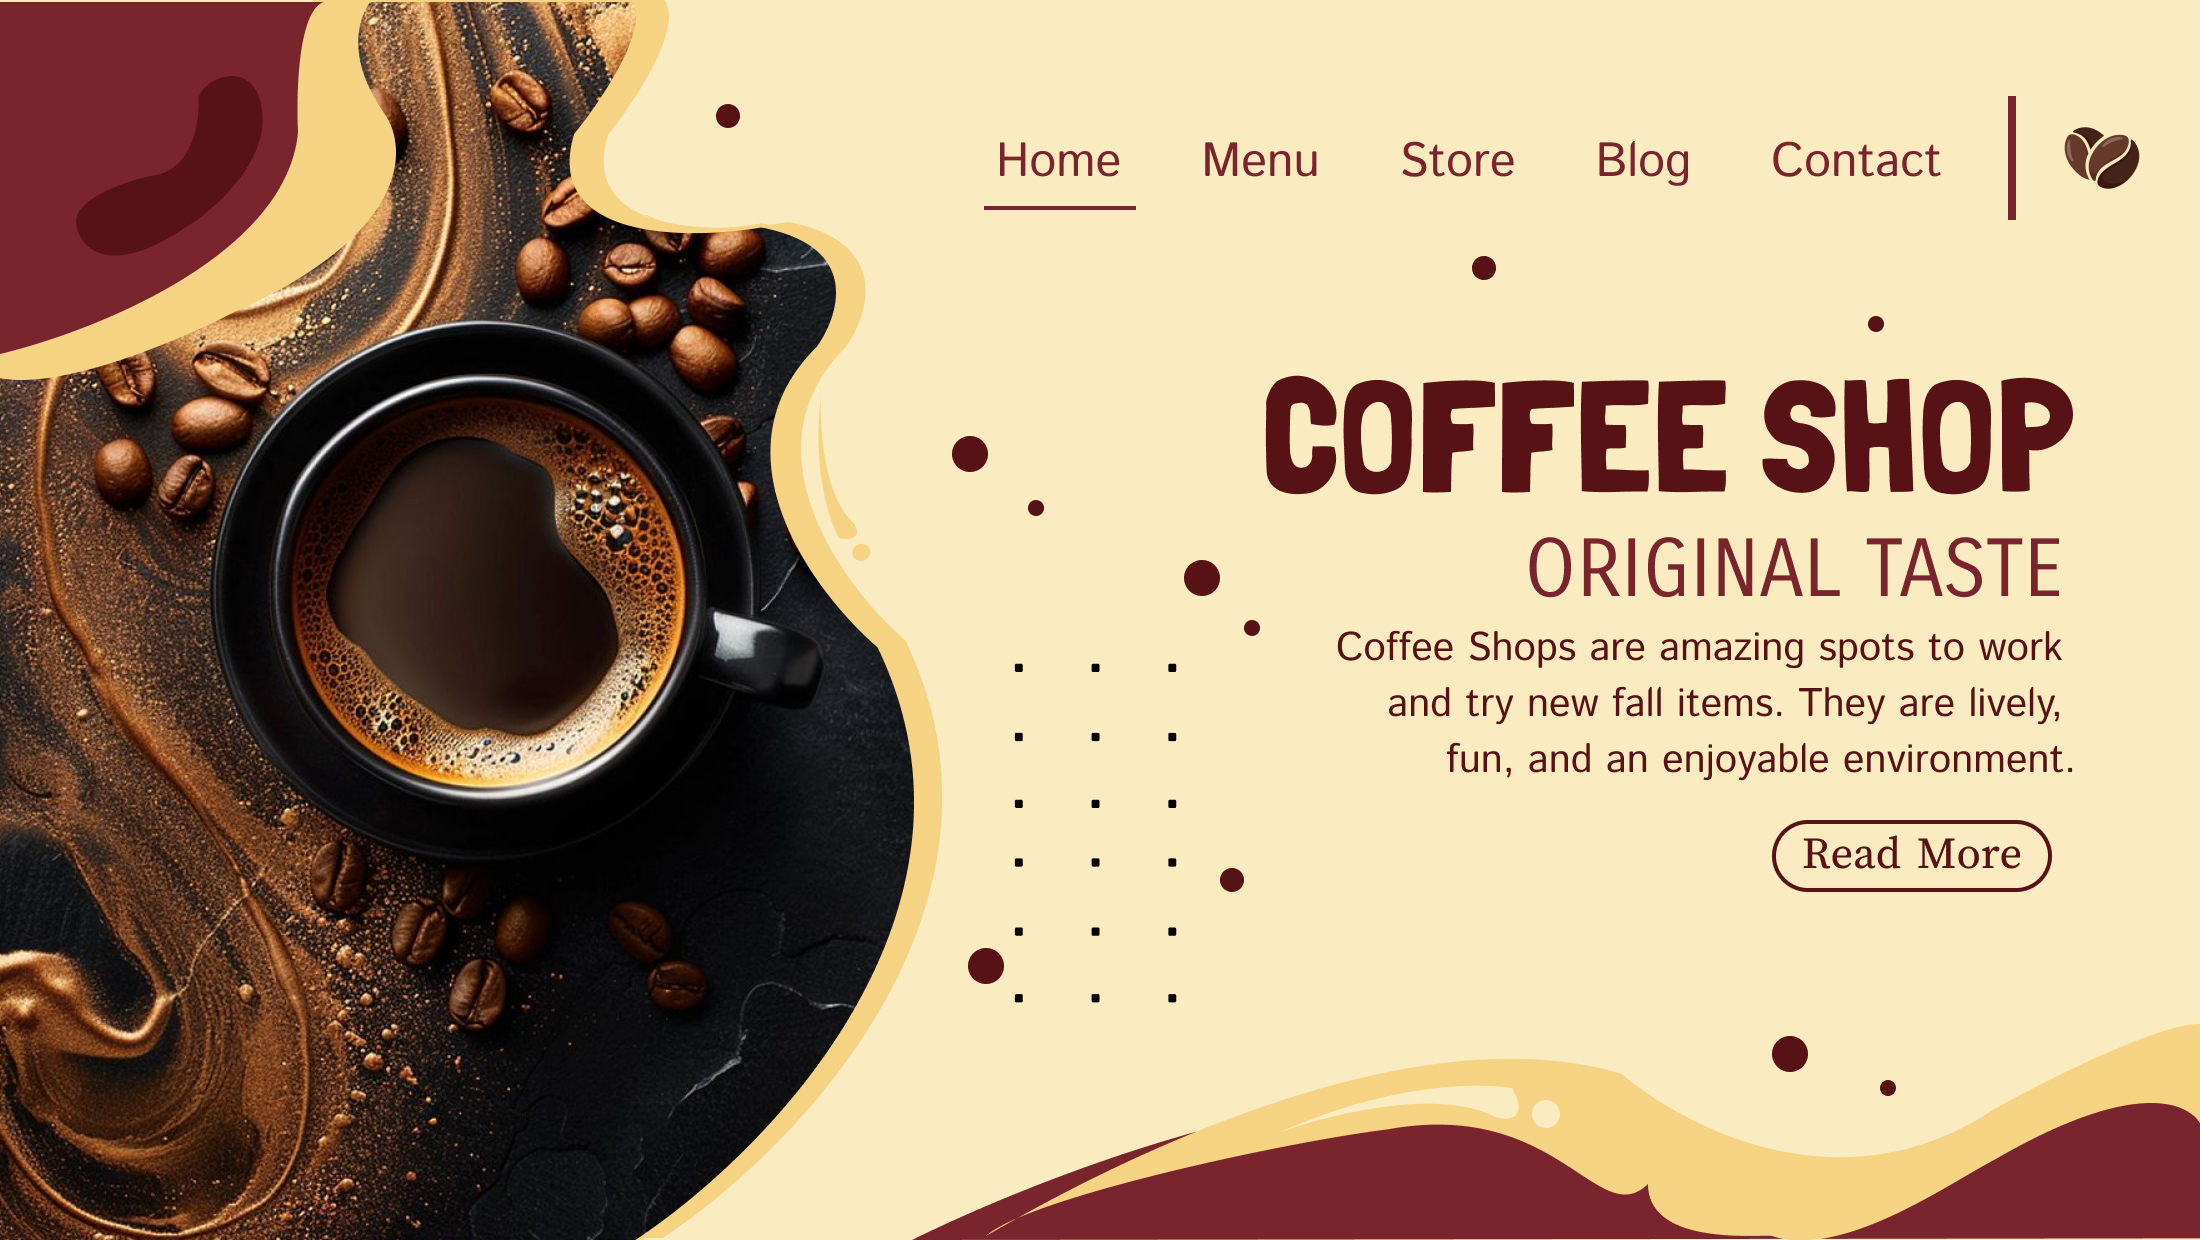 Home Menu Store Blog Contact
COFFEE SHOP
ORIGINAL TASTE
Coffee Shops are amazing spots to work
and try new fall items. They are lively,
fun, and an enjoyable environment.
Read More